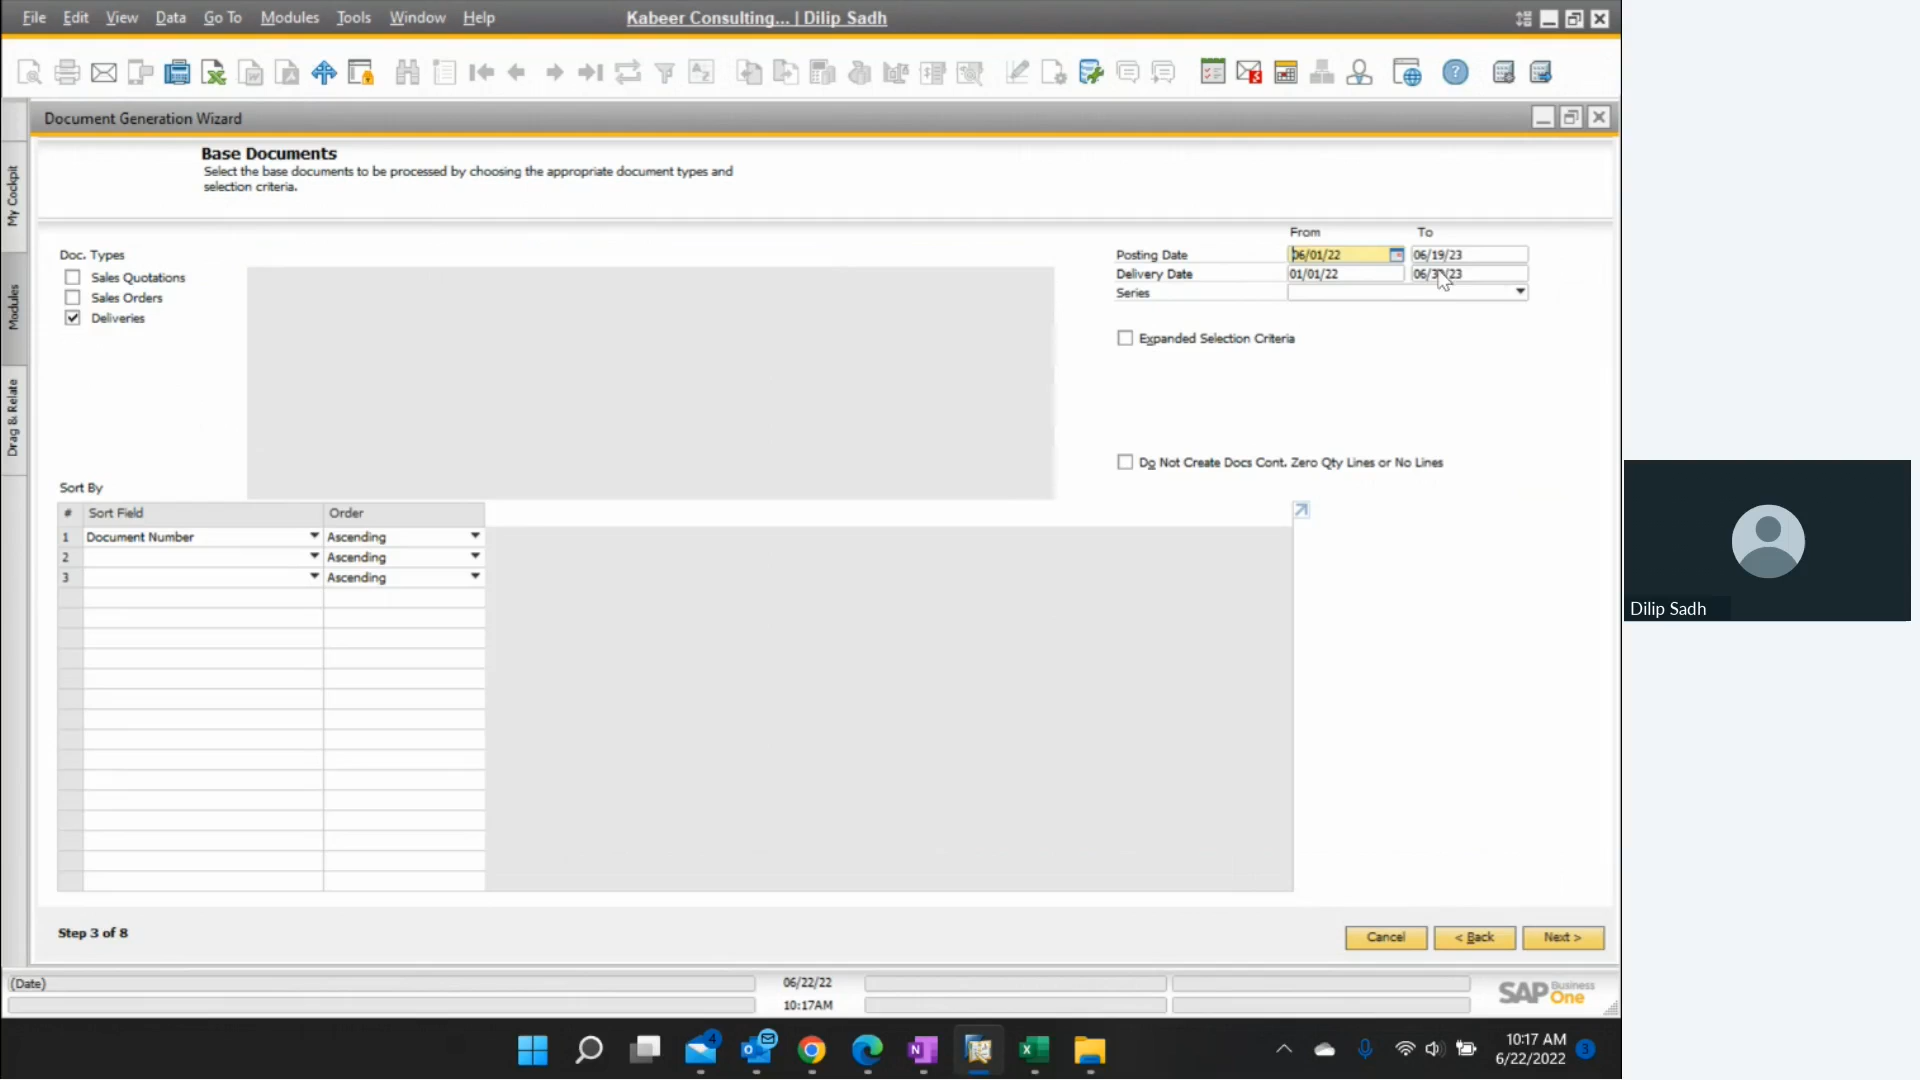 File Edit View Data Go To Modules Tools Window Help
Kabeer Consulting... | Dilip Sadh
Document Generation Wizard
My Cockpit
Modules
Drag & Relate
Base Documents
Select the base documents to be processed by choosing the appropriate document types and
selection criteria.
From To
Doc. Types
Posting Date 06/01/22 06/19/23
Sales Quotations
Delivery Date 01/01/22
Sales Orders
Series
Deliveries
Expanded Selection Criteria
Do Not Create Docs Cont. Zero Qty Lines or No Lines
Sort By
# Sort Field Order
1 Document Number Ascending
2 Ascending
3 Ascending
Step 3 of 8
Cancel < Back Next >
(Date) 06/22/22
10:17AM
SAP Business One
Dilip Sadh
10:17 AM
6/22/2022
4
3